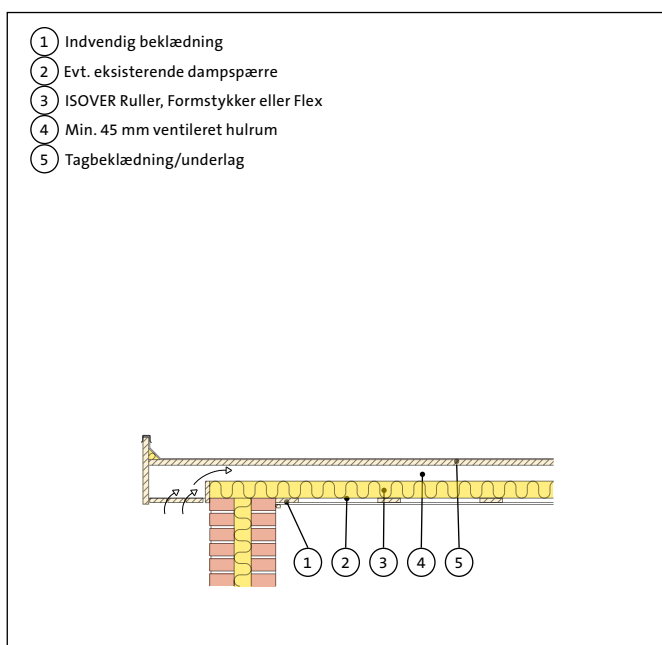 1 Indvendig beklædning
2 Evt. eksisterende dampspærre
3 ISOVER Ruller, Formstykker eller Flex
4 Min. 45 mm ventileret hulrum
5 Tagbeklædning/underlag
1 2 3 4 5